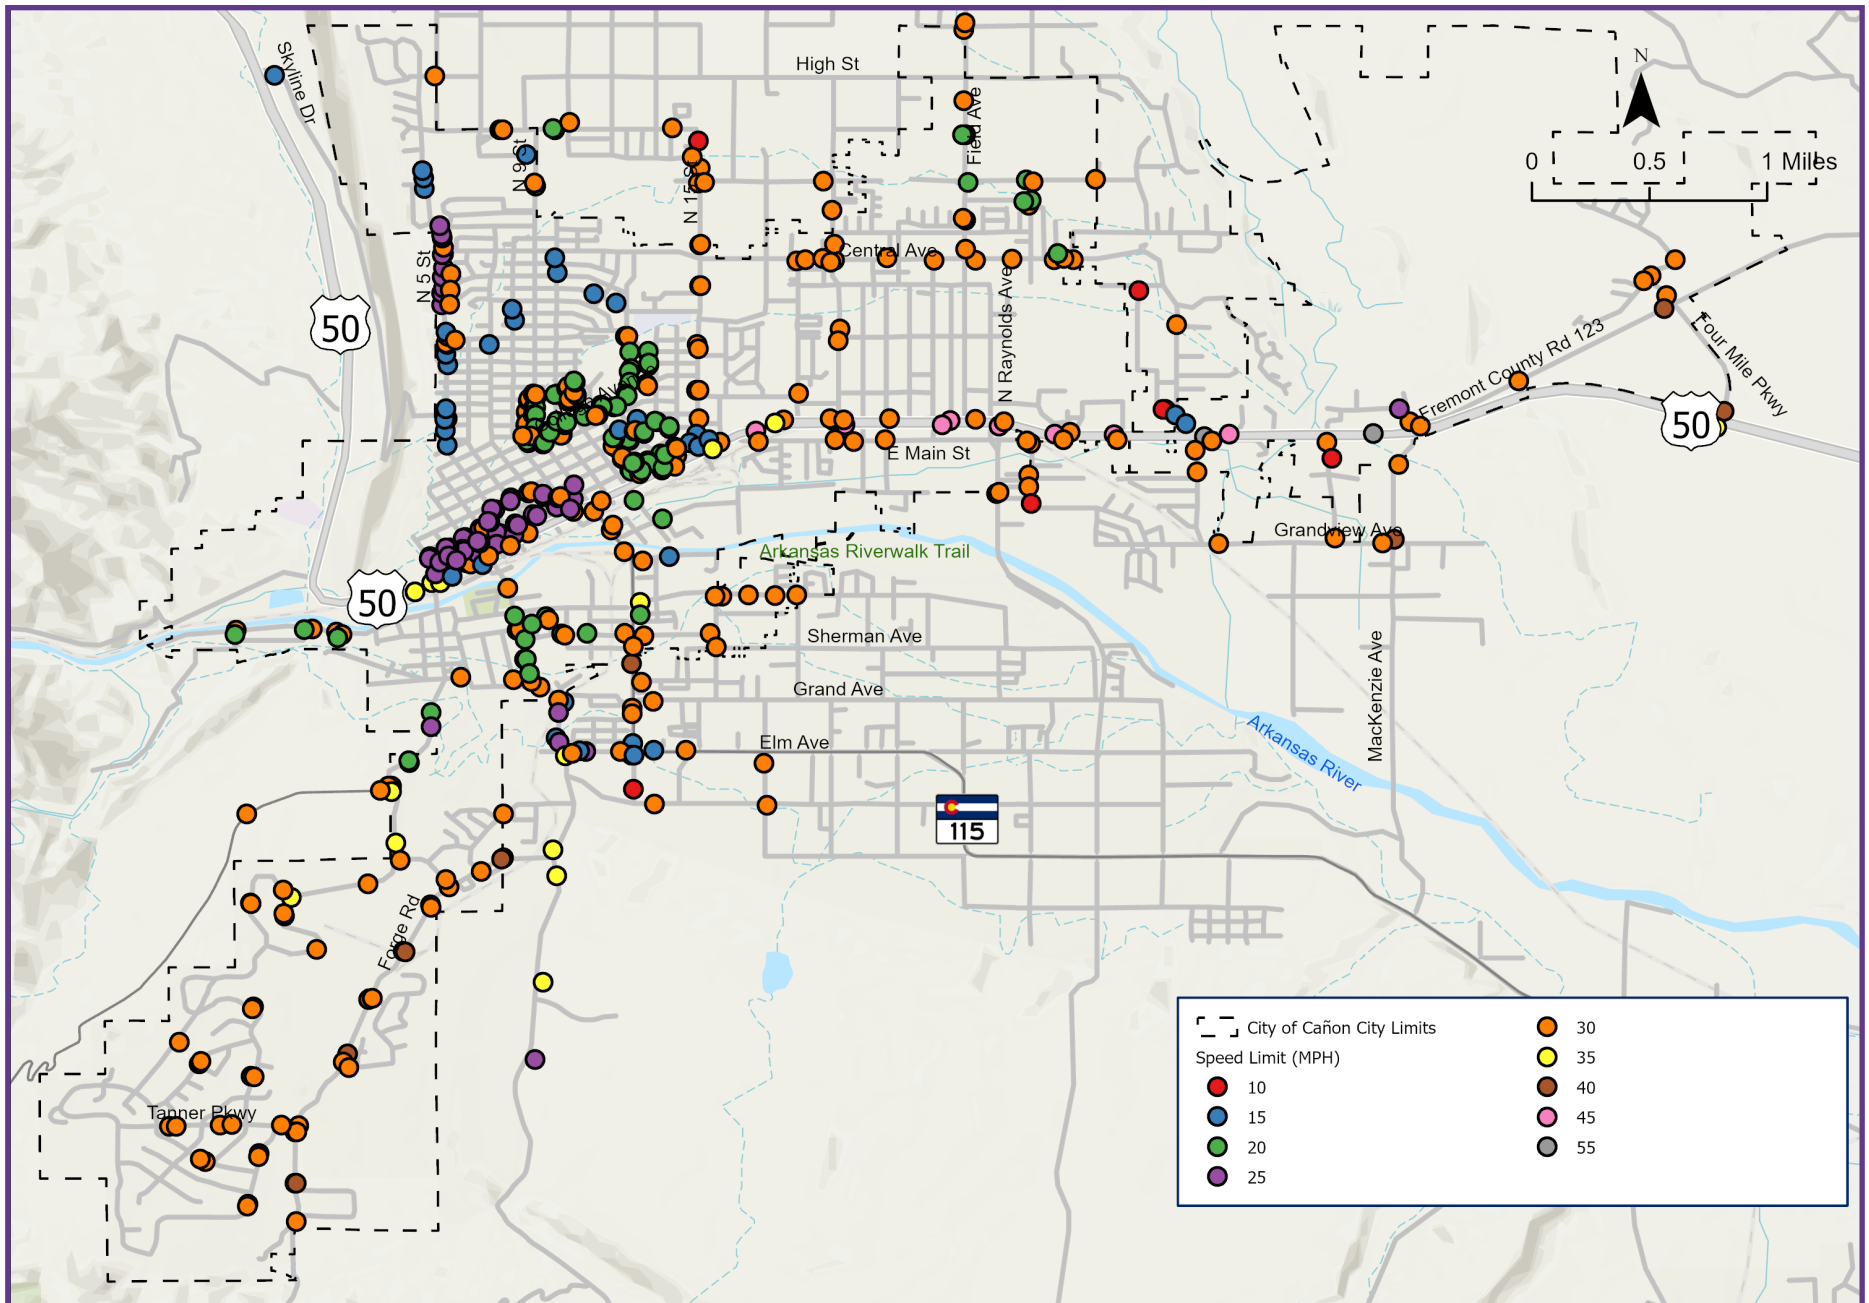 Skyline Dr
High St
N
0
0.5
1 Miles
N 9 St
Field Ave
N 15 St
N 5 St
Central Ave
50
N Raynolds Ave
Fremont County Rd 123
Four Mile Pkwy
50
E Main St
Grandview Ave
Arkansas Riverwalk Trail
50
Sherman Ave
MacKenzie Ave
Grand Ave
Arkansas River
Elm Ave
115
Forge Rd
Tanner Pkwy
City of Cañon City Limits
Speed Limit (MPH)
10
15
20
25
30
35
40
45
55